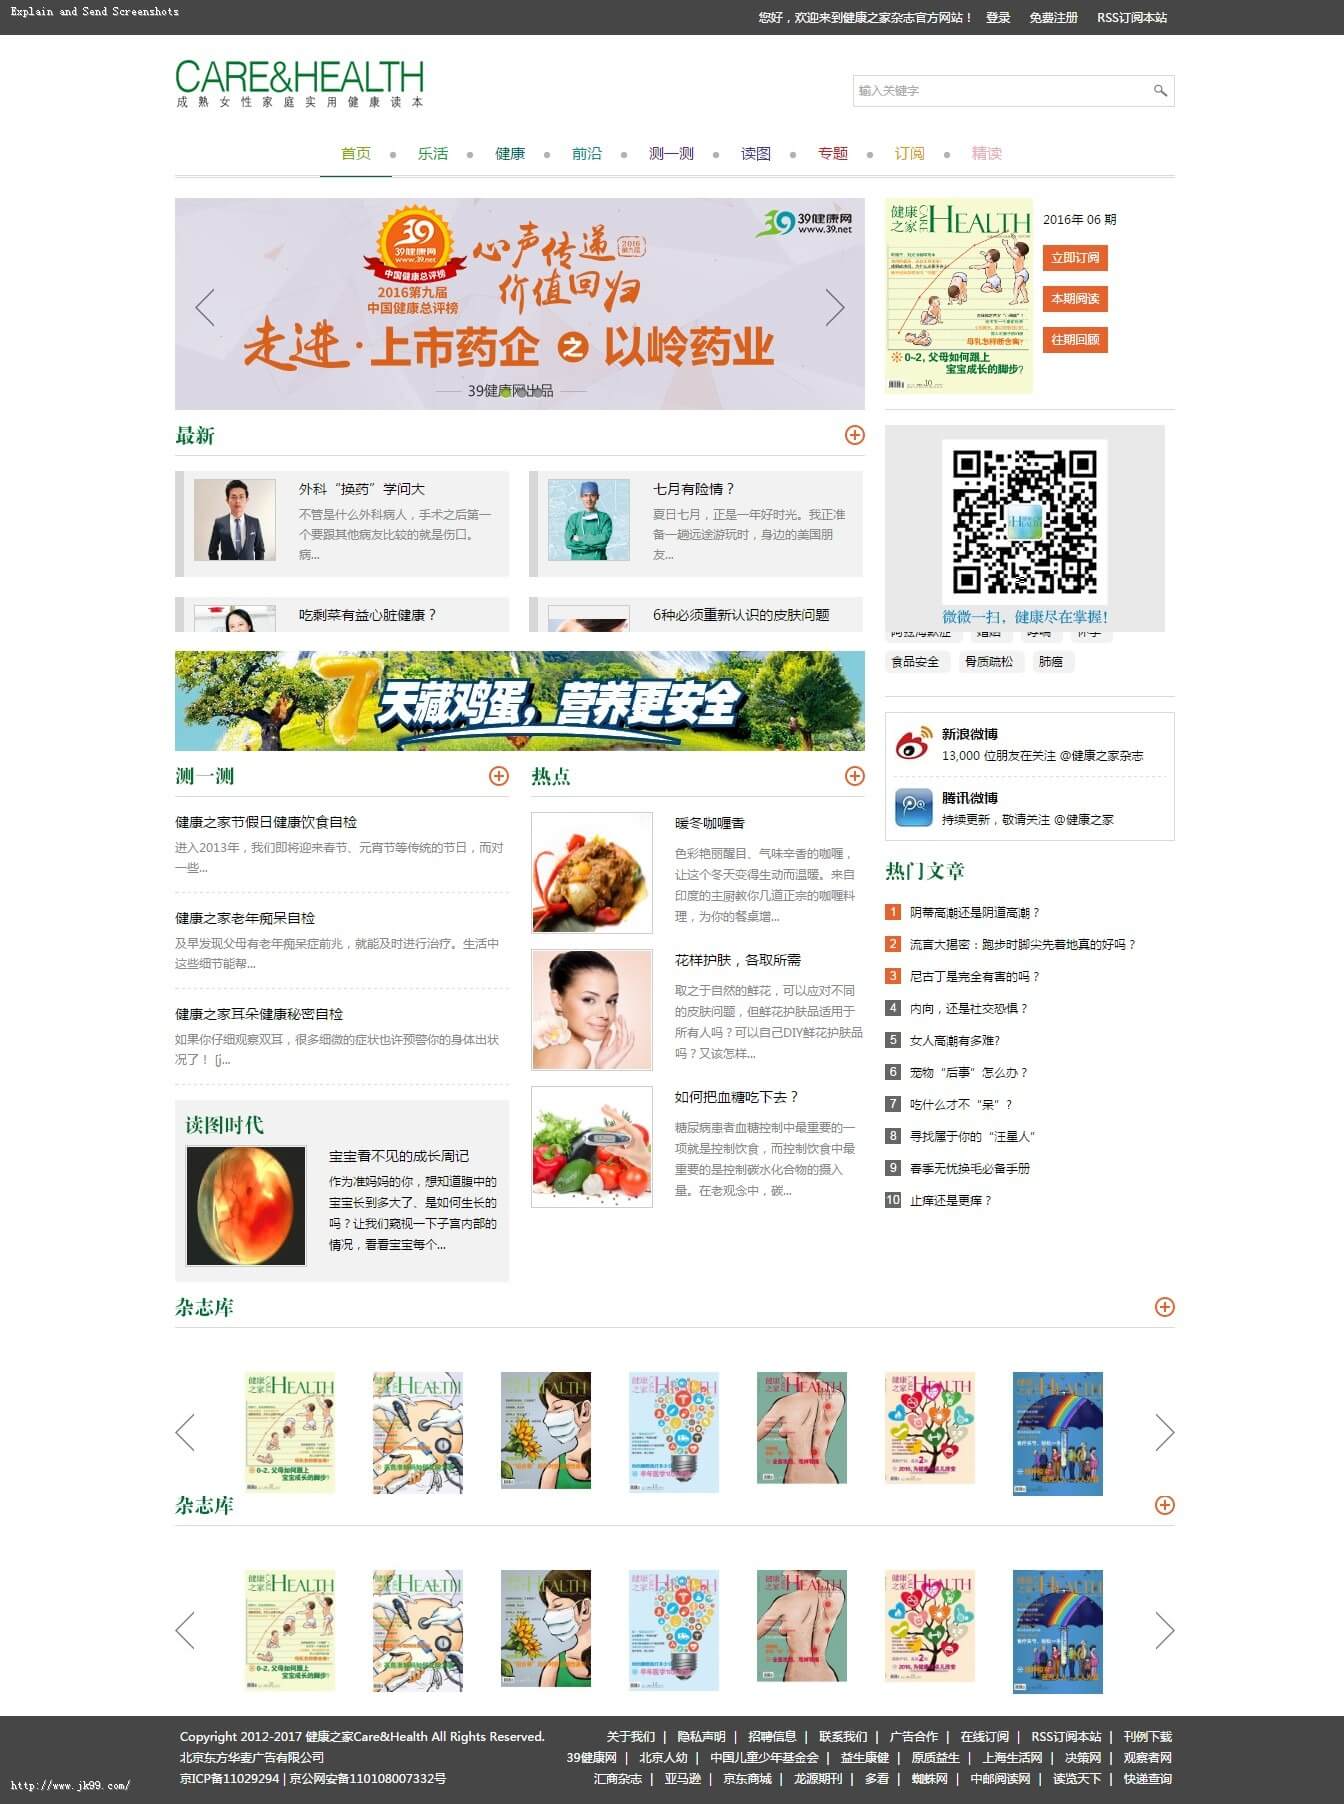 Explain and Send Screenshots
您好，欢迎来到健康之家杂志官方网站！ 登录 免费注册 RSS订阅本站
CARE&HEALTH
成熟女性家庭实用健康读本
输入关键字
首页 乐活 健康 前沿 测一测 读图 专题 订阅 精读
39健康网
www.39.net
39
39健康网
www.39.net
中国健康总评榜
2016第九届
中国健康总评榜
心声传递 2016第九届
价值回归
走进·上市药企之以岭药业
39健康网出品
健康之家 CARE HEALTH
母乳怎样断合离?
0~2, 父母如何跟上
宝宝成长的脚步?
2016年 06 期
立即订阅
本期阅读
往期回顾
最新
外科“换药”学问大
不管是什么外科病人，手术之后第一
个要跟其他病友比较的就是伤口。
病...
七月有险情？
夏日七月，正是一年好时光。我正准
备一趟远途游玩时，身边的美国朋
友...
吃剩菜有益心脏健康？
6种必须重新认识的皮肤问题
微微一扫，健康尽在掌握！
食品安全 骨质疏松 肺癌
7天藏鸡蛋，营养更安全
新浪微博
13,000 位朋友在关注 @健康之家杂志
腾讯微博
持续更新，敬请关注 @健康之家
测一测
健康之家节假日健康饮食自检
进入2013年，我们即将迎来春节、元宵节等传统的节日，而对
一些...
健康之家老年痴呆自检
及早发现父母有老年痴呆症前兆，就能及时进行治疗。生活中
这些细节能帮...
健康之家耳朵健康秘密自检
如果你仔细观察双耳，很多细微的症状也许预警你的身体出状
况了！ [j...
读图时代
宝宝看不见的成长周记
作为准妈妈的你，想知道腹中的
宝宝长到多大了、是如何生长的
吗？让我们窥视一下子宫内部的
情况，看看宝宝每个...
热点
暖冬咖喱香
色彩艳丽醒目、气味辛香的咖喱，
让这个冬天变得生动而温暖。来自
印度的主厨教你几道正宗的咖喱料
理，为你的餐桌增...
花样护肤，各取所需
取之于自然的鲜花，可以应对不同
的皮肤问题，但鲜花护肤品适用于
所有人吗？可以自己DIY鲜花护肤品
吗？又该怎样...
如何把血糖吃下去？
糖尿病患者血糖控制中最重要的一
项就是控制饮食，而控制饮食中最
重要的是控制碳水化合物的摄入
量。在老观念中，碳...
热门文章
1 阴蒂高潮还是阴道高潮？
2 流言大揭密：跑步时脚尖先着地真的好吗？
3 尼古丁是完全有害的吗？
4 内向，还是社交恐惧？
5 女人高潮有多难?
6 宠物“后事”怎么办？
7 吃什么才不“呆”？
8 寻找属于你的“汪星人”
9 春季无忧换毛必备手册
10 止痒还是更痒？
杂志库
杂志库
Copyright 2012-2017 健康之家Care&Health All Rights Reserved.
北京东方华麦广告有限公司
京ICP备11029294 | 京公网安备110108007332号
关于我们 | 隐私声明 | 招聘信息 | 联系我们 | 广告合作 | 在线订阅 | RSS订阅本站 | 刊例下载
39健康网 | 北京人幼 | 中国儿童少年基金会 | 益生康健 | 原质益生 | 上海生活网 | 决策网 | 观察者网
汇商杂志 | 亚马逊 | 京东商城 | 龙源期刊 | 多看 | 蜘蛛网 | 中邮阅读网 | 读览天下 | 快递查询
http://www.jk99.com/